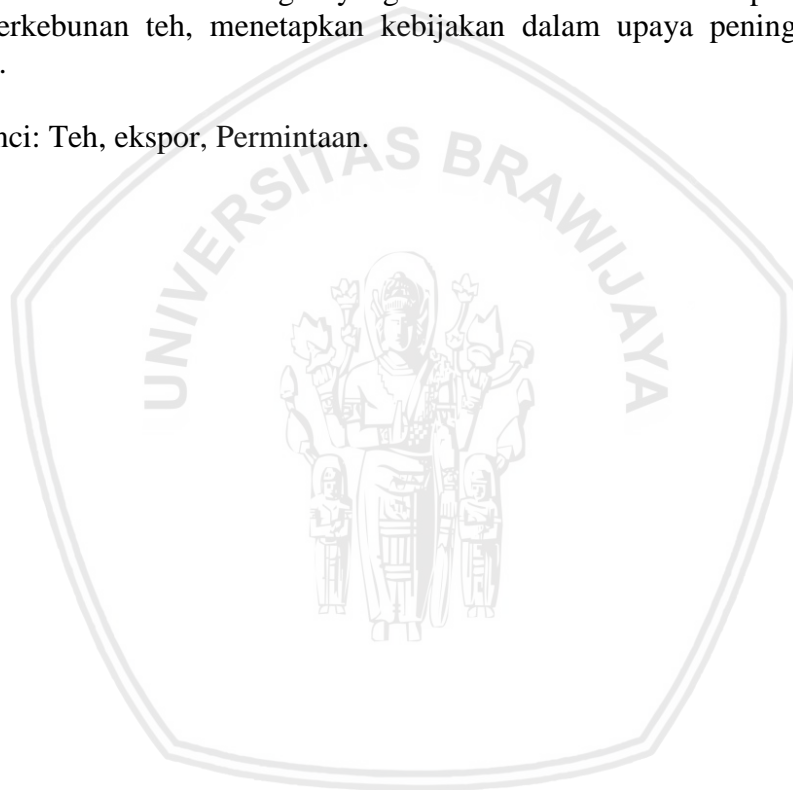 erkebunan teh, menetapkan kebijakan dalam upaya pening
.
nci: Teh, ekspor, Permintaan.
UNIVERSITAS BRAWIJAYA